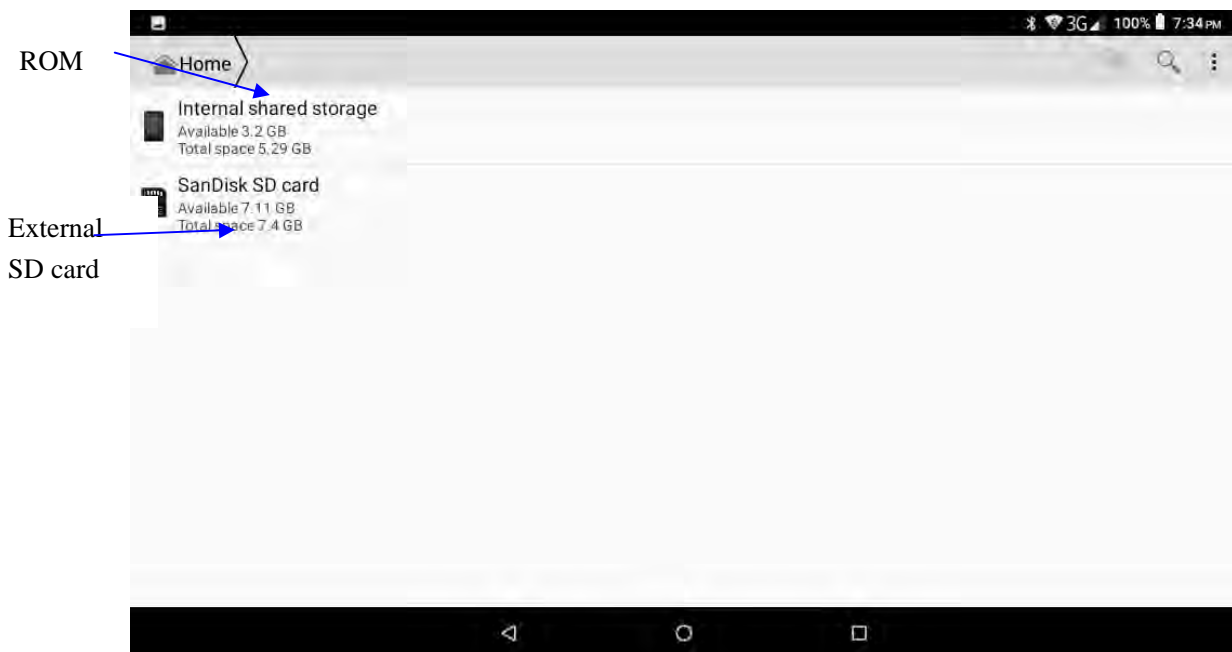 3G 100% 7:34 PM
ROM
Home
Internal shared storage
Available 3.2 GB
Total space 5.29 GB
SanDisk SD card
Available 7.11 GB
Total space 7.4 GB
External
SD card